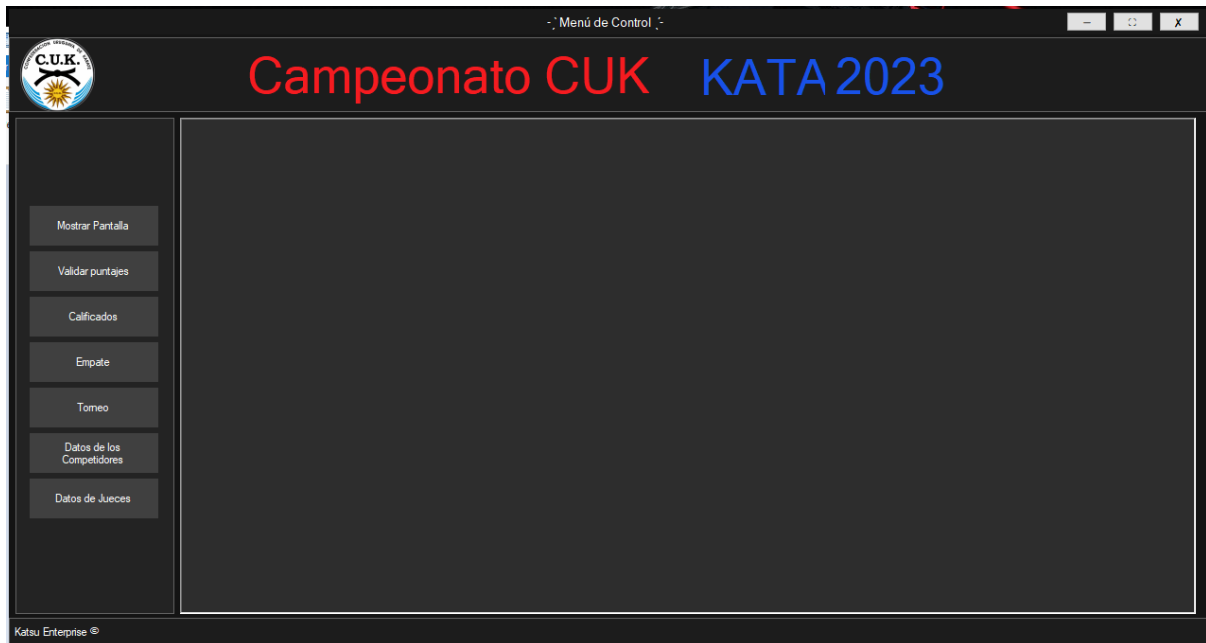 -¸ˋ Menú de Control ¸ˊ-
C.U.K.
Campeonato CUK KATA 2023
Mostrar Pantalla
Validar puntajes
Calificados
Empate
Torneo
Datos de los
Competidores
Datos de Jueces
Katsu Enterprise ©